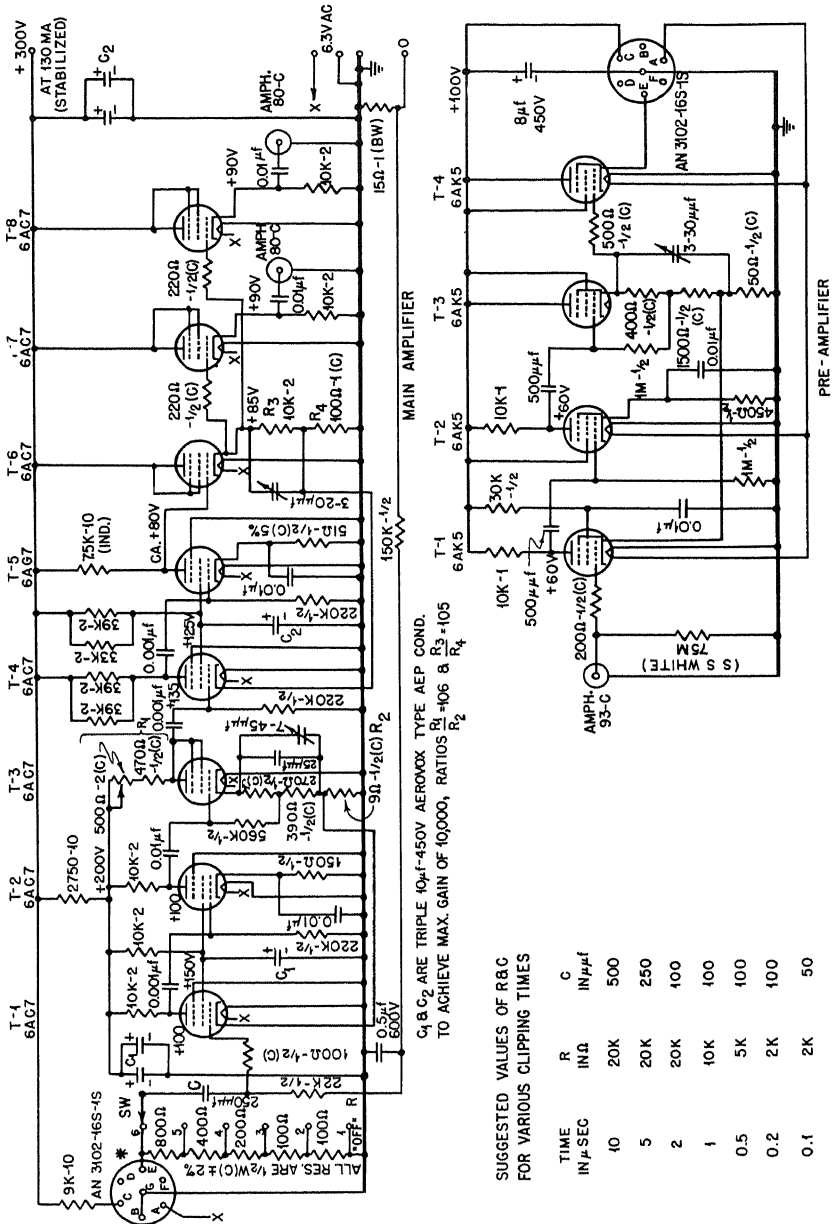 T-1
6AC7
T-2
6AC7
T-3
6AC7
T-4
6AC7
T-5
6AG7
T-6
6AC7
7
6AC7
T-8
6AC7
+ 300V
AT 130 MA
(STABILIZED)
9K-10
AN 3102-16S-1S
*
SW
C₁
10K-2
0.001μf
10K-2
10K-2
2750-10
+200V
0.01μf
500Ω-2(C)
470Ω
-1/2(C)
R₁
0.001μf
39K-2
39K-2
0.001μf
33K-2
39K-2
7.5K-10
(IND.)
CA. +80V
220Ω
-1/2(C)
220Ω
-1/2(C)
+90V
0.01μf
AMPH.
80-C
+90V
0.01μf
AMPH.
80-C
C₂
X
6.3V AC
O
A
B
C
D
E
F
G
X
6
5
4
3
2
1
"OFF"
800Ω
400Ω
200Ω
100Ω
100Ω
R
ALL RES. ARE 1/2W(C)±2%
C
250μμf
22K-1/2
100Ω-1/2(C)
0.5μf
600V
+100
X
+150V
C₁
220K-1/2
0.01μf
150Ω-1/2
+100
X
560K-1/2
390Ω
-1/2(C)
270Ω-1/2(C)
25μμf
7-45μμf
9Ω-1/2(C) R₂
X
+135
220K-1/2
X
+125V
C₂
220K-1/2
0.01μf
51Ω-1/2(C) 5%
X
3-20μμf
X
+85V
R₃
10K-2
R₄
100Ω-1(C)
10K-2
X
10K-2
X
15Ω-1(BW)
150K-1/2
MAIN AMPLIFIER
C₁ & C₂ ARE TRIPLE 10μf-450V AEROVOX TYPE AEP COND.
TO ACHIEVE MAX. GAIN OF 10,000, RATIOS R₁/R₂ =106 & R₃/R₄ =105
SUGGESTED VALUES OF R&C
FOR VARIOUS CLIPPING TIMES
TIME R C
IN μ SEC IN Ω IN μμf
10 20K 500
5 20K 250
2 20K 100
1 10K 100
0.5 5K 100
0.2 2K 100
0.1 2K 50
T-1
6AK5
T-2
6AK5
T-3
6AK5
T-4
6AK5
+100V
AMPH.
93-C
75M
(S S WHITE)
200Ω-1/2(C)
10K-1
500μμf
+60V
30K
-1/2
0.01μf
10K-1
+60V
500μμf
1M-1/2
1M-1/2
450Ω-1/2
0.01μf
400Ω
-1/2(C)
1500Ω-1/2
(C)
50Ω-1/2(C)
3-30μμf
500Ω
-1/2(C)
8μf
450V
A
B
C
D
E
F
AN 3102-16S-1S
PRE-AMPLIFIER